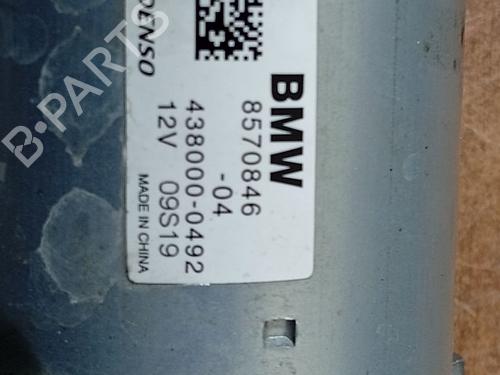 BMW
8570846
-04
438000-0492
12V 09S19
MADE IN CHINA
DENSO
B-PARTS